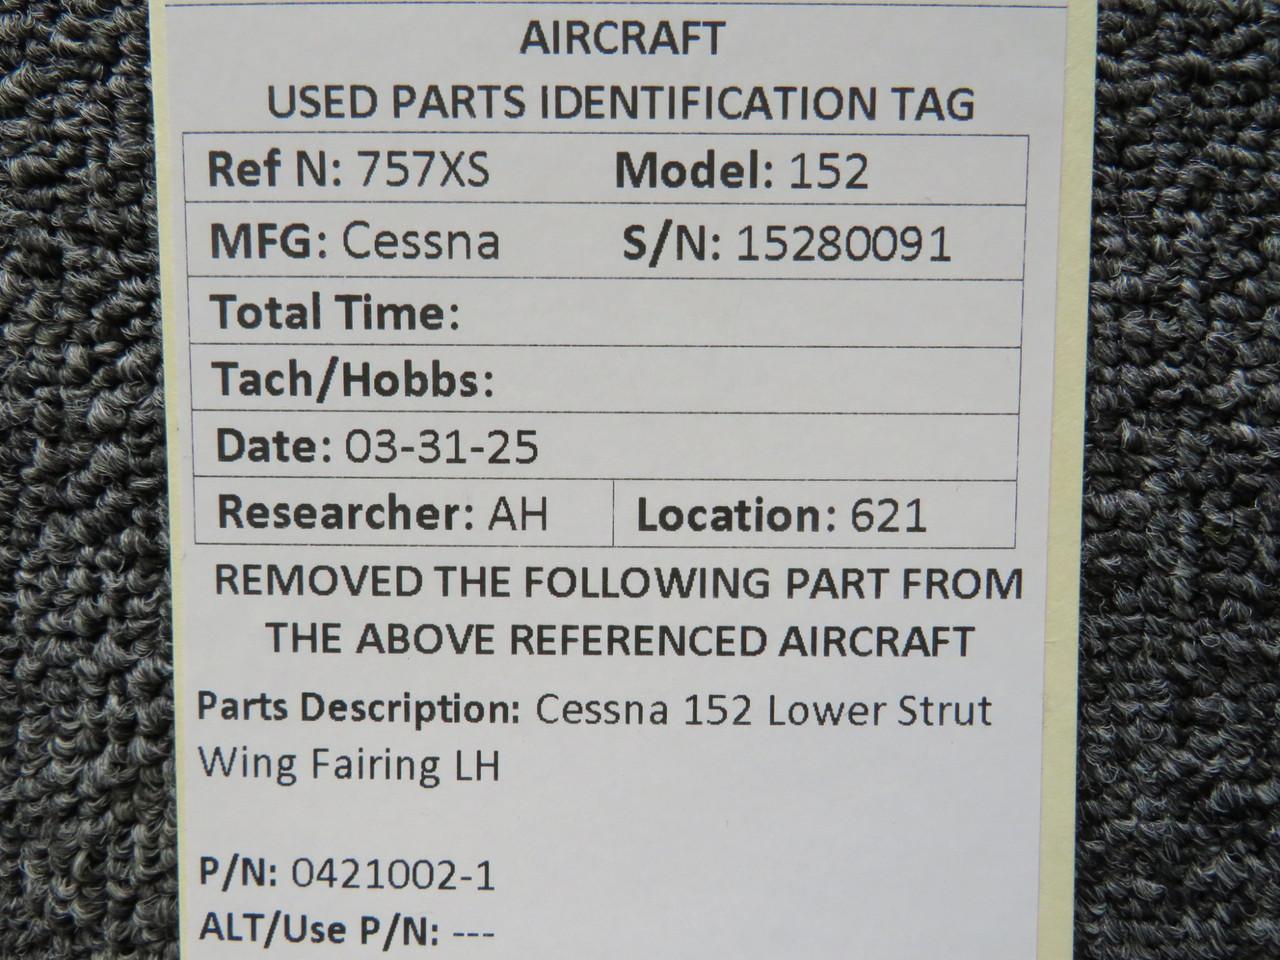 AIRCRAFT
USED PARTS IDENTIFICATION TAG
Ref N: 757XS Model: 152
MFG: Cessna S/N: 15280091
Total Time:
Tach/Hobbs:
Date: 03-31-25
Researcher: AH Location: 621
REMOVED THE FOLLOWING PART FROM
THE ABOVE REFERENCED AIRCRAFT
Parts Description: Cessna 152 Lower Strut
Wing Fairing LH
P/N: 0421002-1
ALT/Use P/N: ---